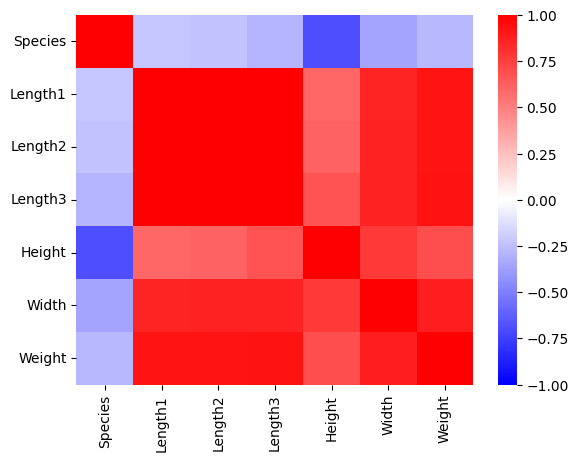 Species
Length1
Length2
Length3
Height
Width
Weight
Species
Length1
Length2
Length3
Height
Width
Weight
1.00
0.75
0.50
0.25
0.00
−0.25
−0.50
−0.75
−1.00